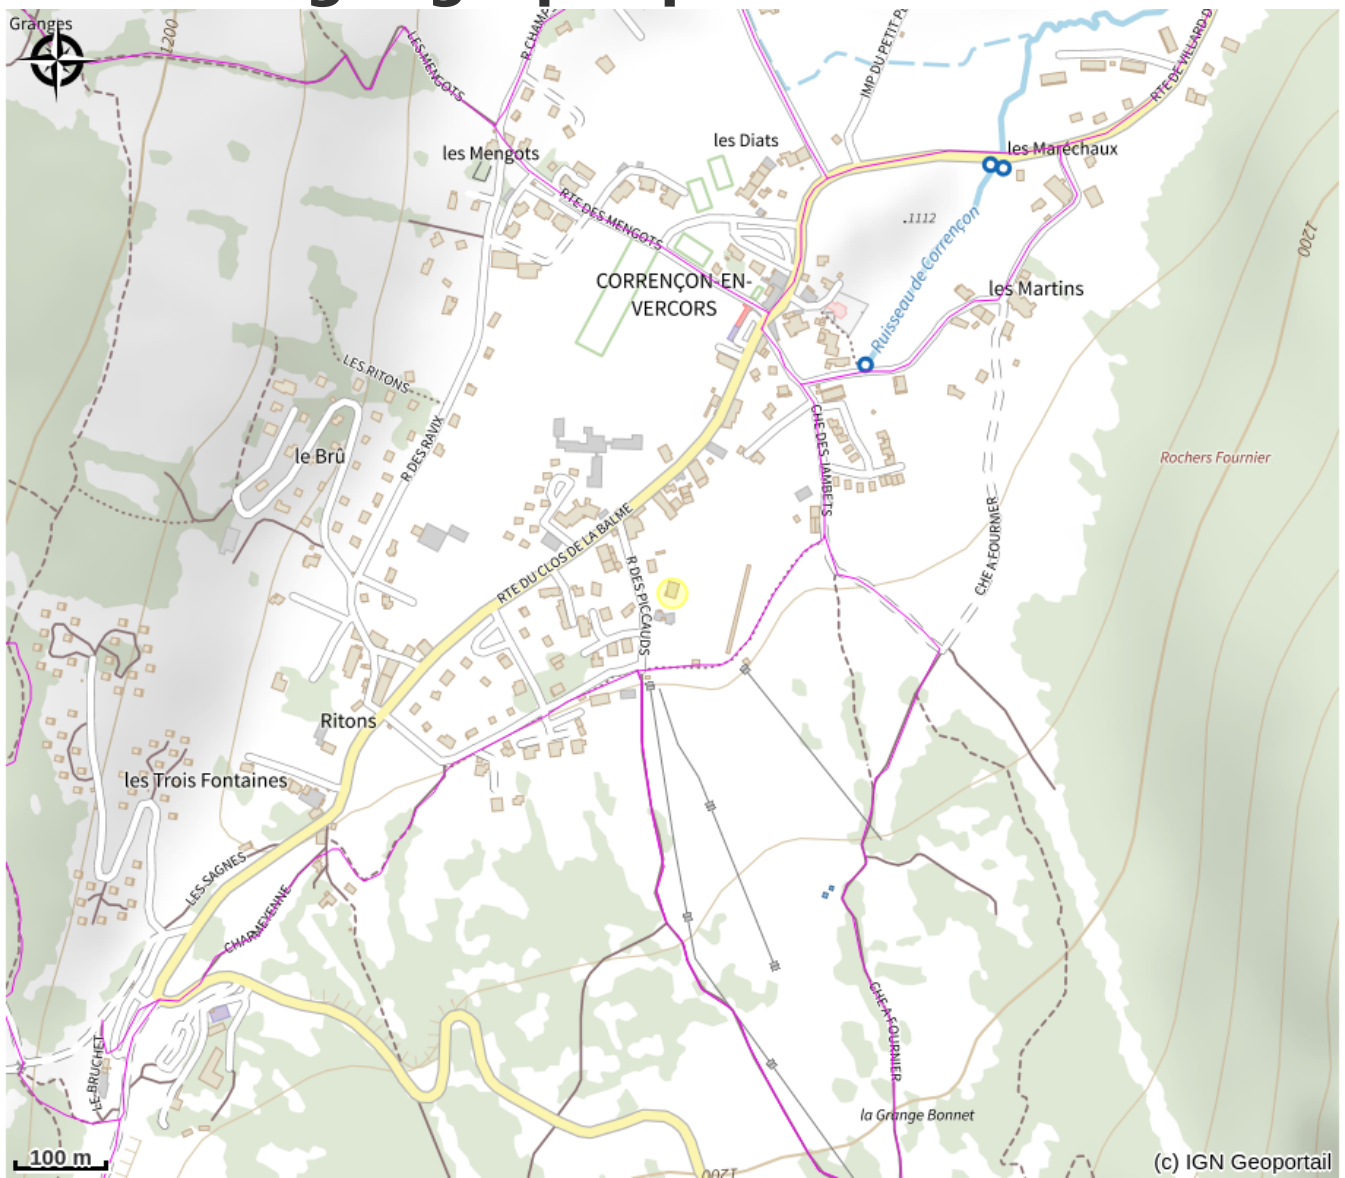 Granges
1200
LES MENGOTS
R CHAMP
IMP DU PETIT P
RTE DE VILLARD D
les Diats
les Maréchaux
les Mengots
RTE DES MENGOTS
.1112
1200
CORRENÇON-EN-
VERCORS
Ruisseau de Corrençon
les Martins
LES RITONS
le Brû
R DES RAVIX
CHE DES JAMBETS
Rochers Fournier
RTE DU CLOS DE LA BALME
CHE A FOURNIER
R DES PICCAUDS
Ritons
les Trois Fontaines
LES SAGNES
CHARMEYENNE
CHE A FOURNIER
LE BRUCHET
la Grange Bonnet
100 m
1200
(c) IGN Geoportail